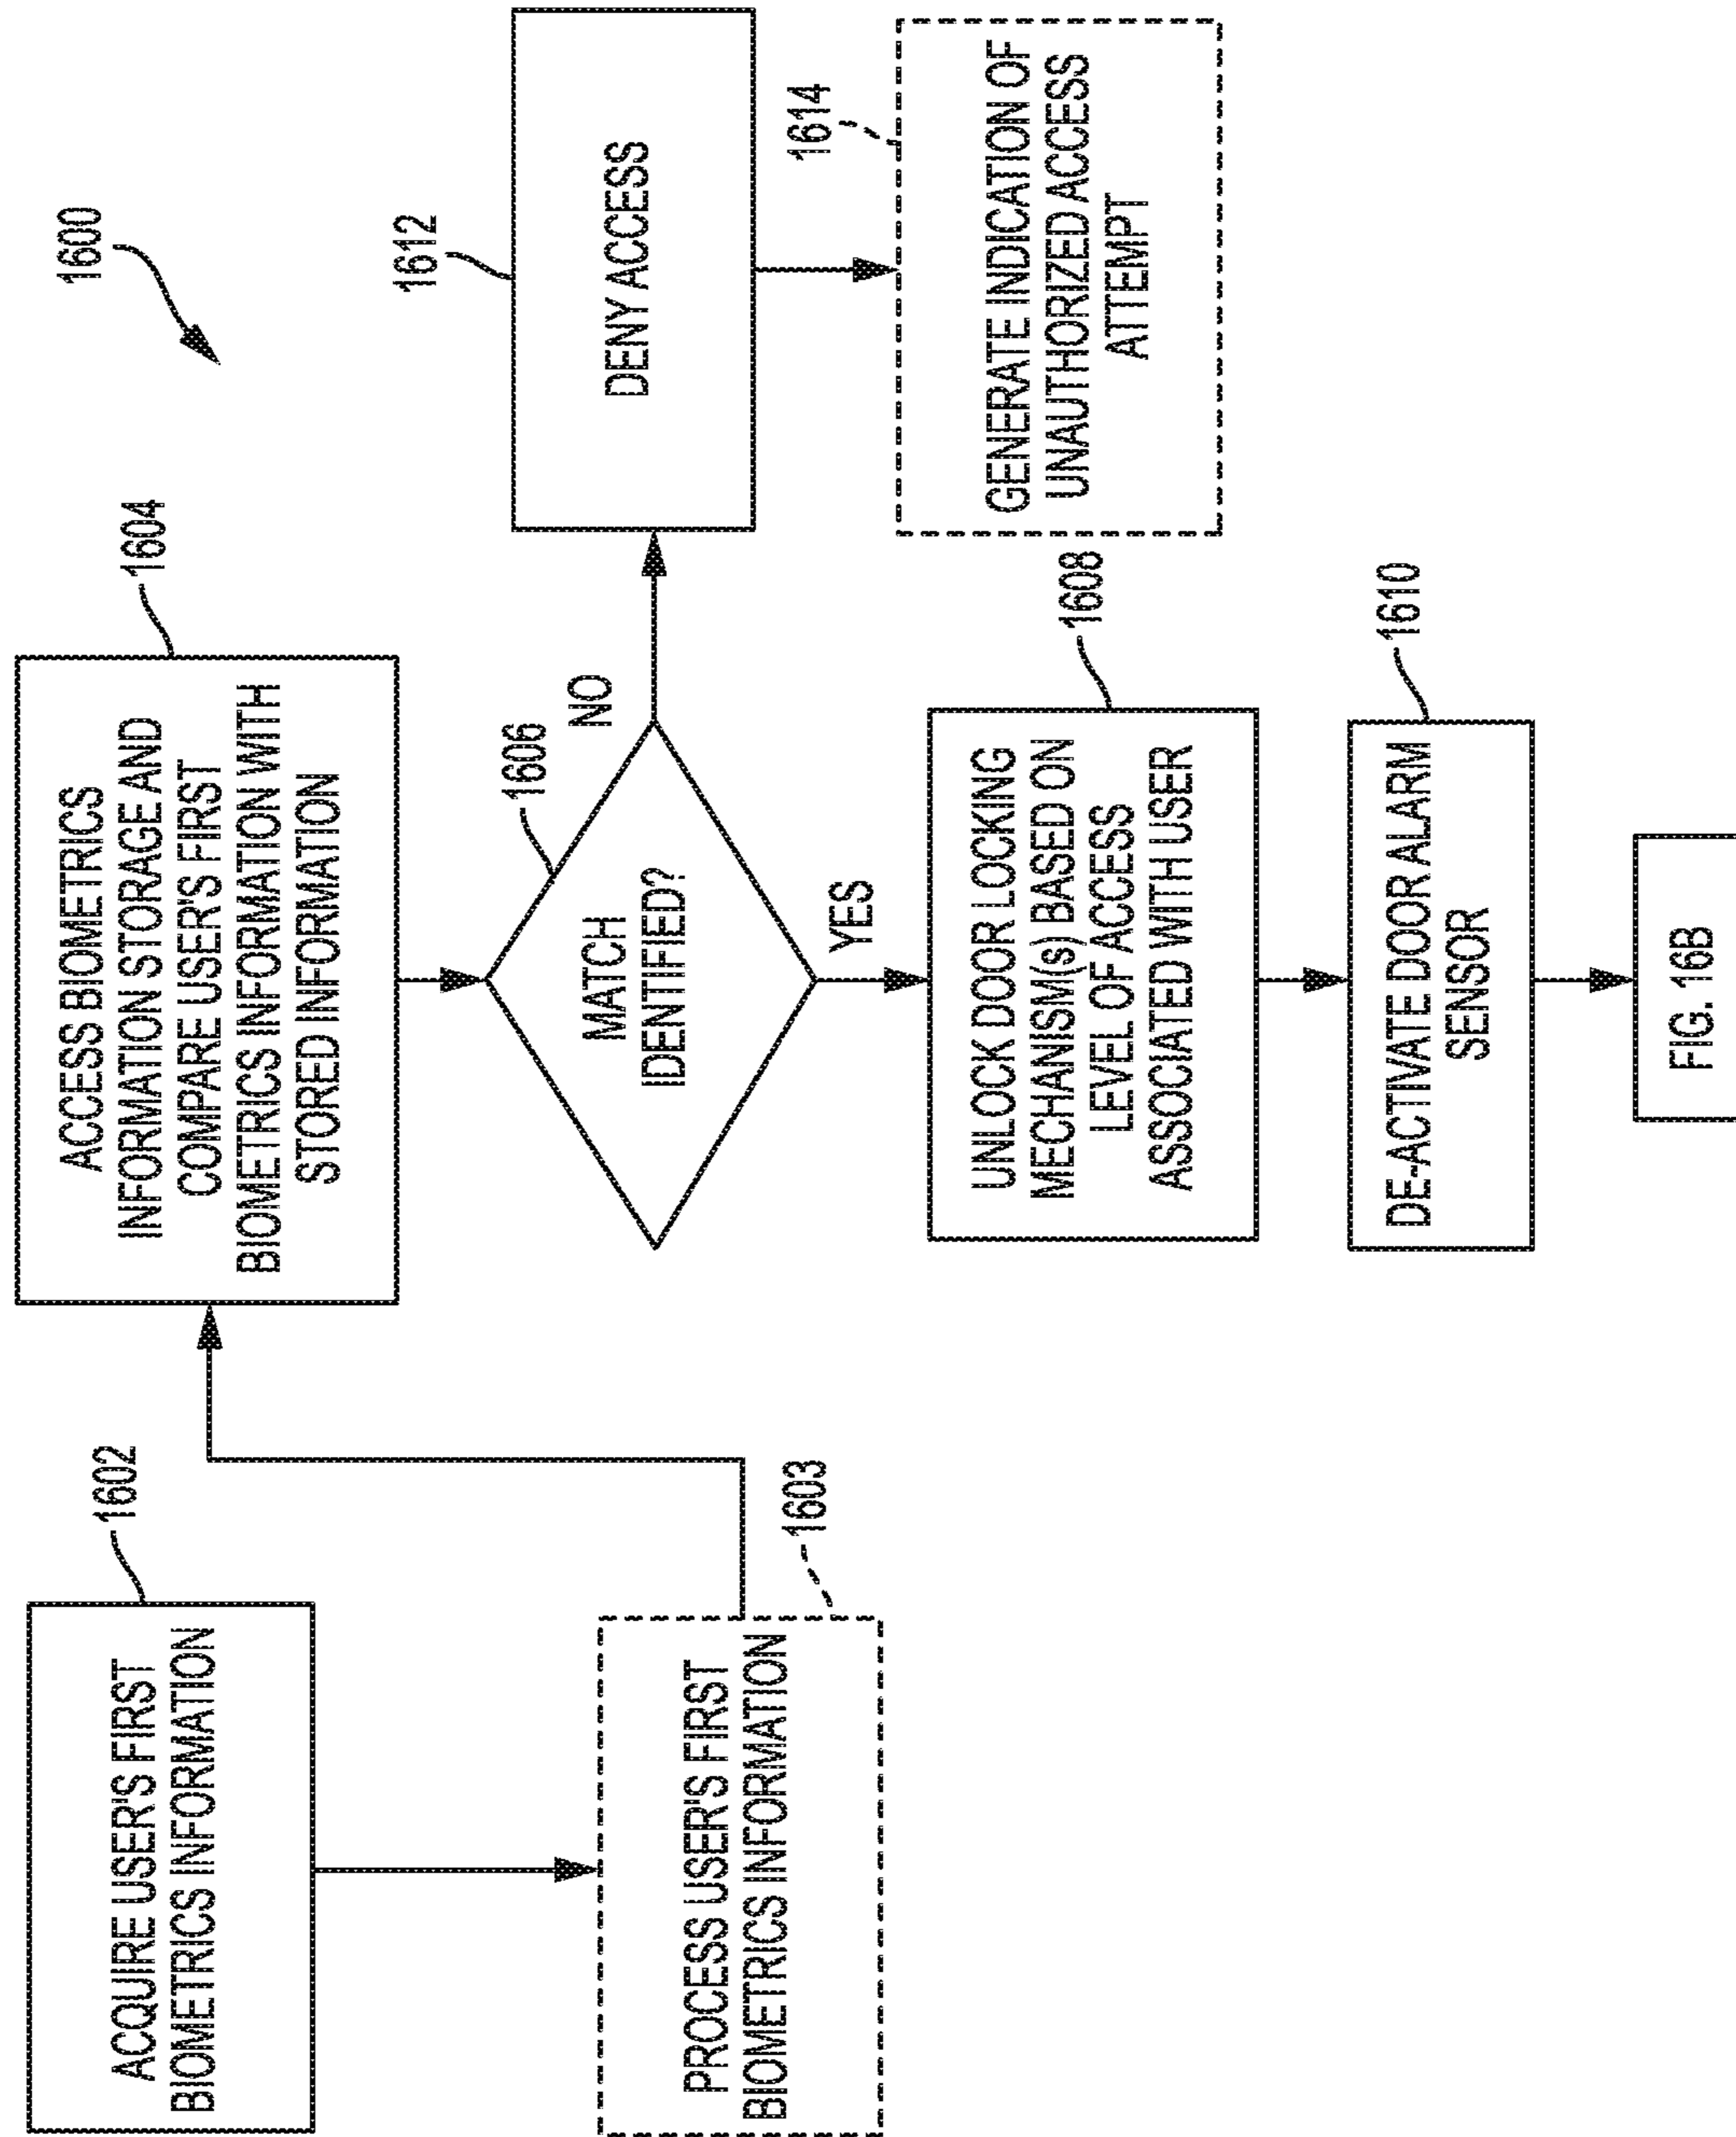 1600
1602
ACQUIRE USER'S FIRST
BIOMETRICS INFORMATION
1603
PROCESS USER'S FIRST
BIOMETRICS INFORMATION
1604
ACCESS BIOMETRICS
INFORMATION STORAGE AND
COMPARE USER'S FIRST
BIOMETRICS INFORMATION WITH
STORED INFORMATION
1606
MATCH
IDENTIFIED?
NO
YES
1612
DENY ACCESS
1614
GENERATE INDICATION OF
UNAUTHORIZED ACCESS
ATTEMPT
1608
UNLOCK DOOR LOCKING
MECHANISM(s) BASED ON
LEVEL OF ACCESS
ASSOCIATED WITH USER
1610
DE-ACTIVATE DOOR ALARM
SENSOR
FIG. 16B